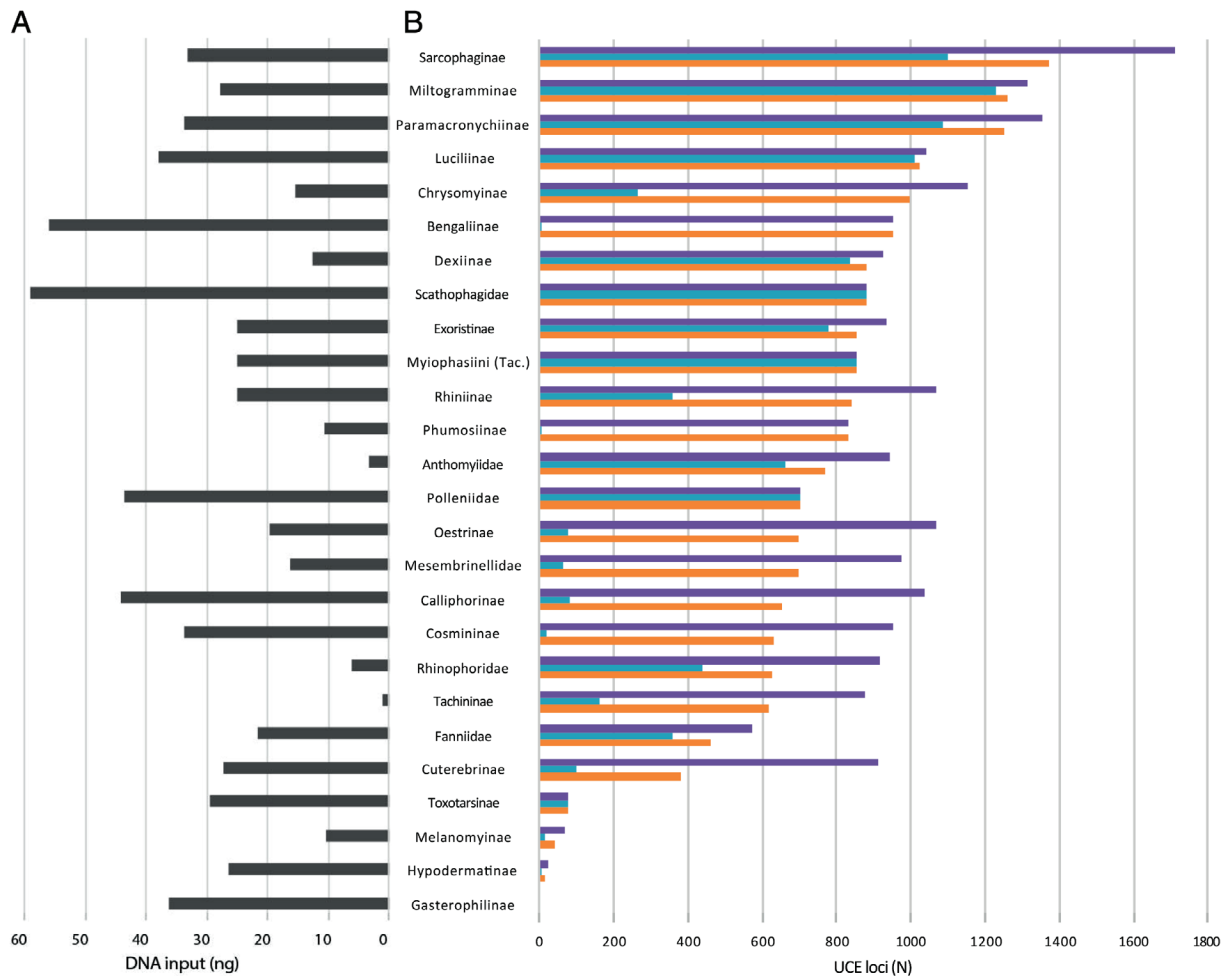 A
B
Sarcophaginae
Miltogramminae
Paramacronychiinae
Luciliinae
Chrysomyinae
Bengaliinae
Dexiinae
Scathophagidae
Exoristinae
Myiophasiini (Tac.)
Rhiniinae
Phumosiinae
Anthomyiidae
Polleniidae
Oestrinae
Mesembrinellidae
Calliphorinae
Cosmininae
Rhinophoridae
Tachininae
Fanniidae
Cuterebrinae
Toxotarsinae
Melanomyinae
Hypodermatinae
Gasterophilinae
60 50 40 30 20 10 0
DNA input (ng)
0 200 400 600 800 1000 1200 1400 1600 1800
UCE loci (N)